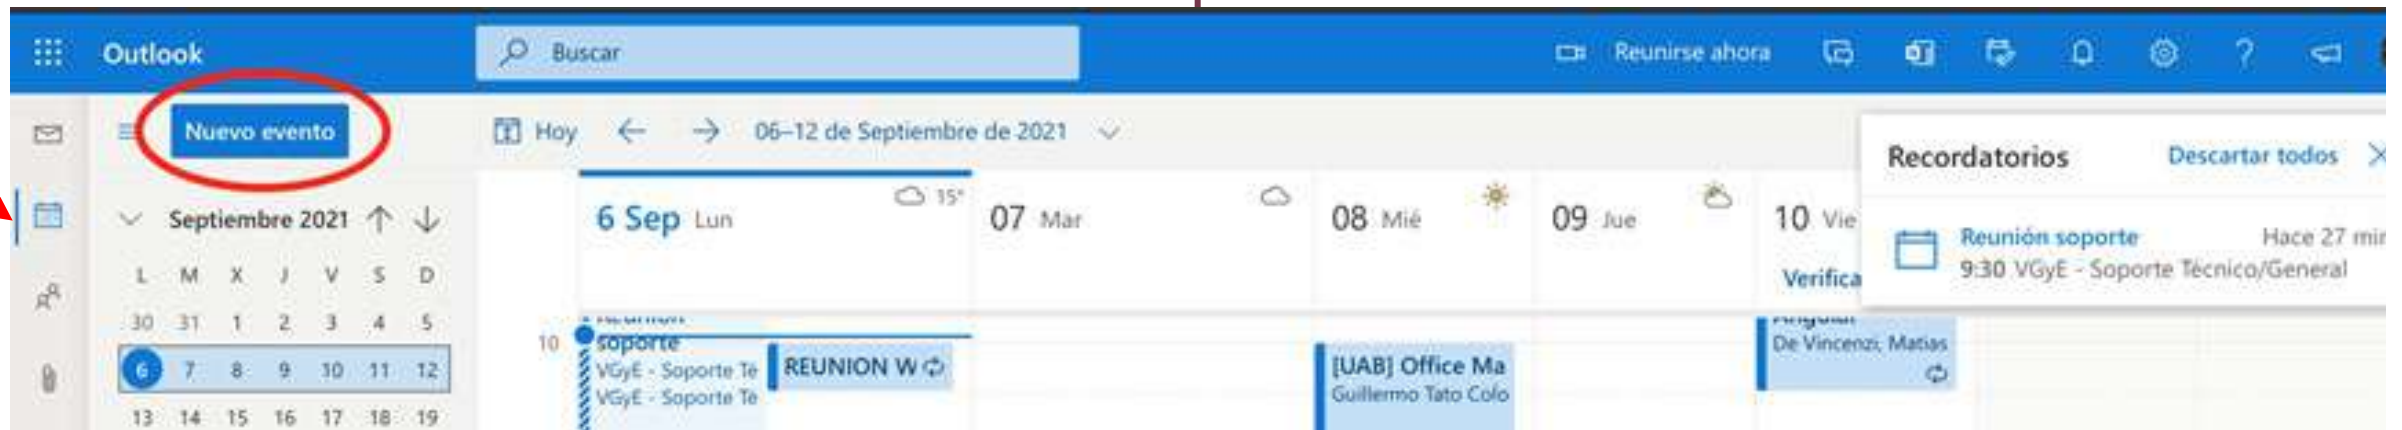 Outlook
Buscar
Reunirse ahora
Nuevo evento
Hoy
06–12 de Septiembre de 2021
Recordatorios
Descartar todos
Septiembre 2021
6 Sep Lun
15°
07 Mar
08 Mié
09 Jue
10 Vie
Reunión soporte
Hace 27 min
9:30 VGyE - Soporte Técnico/General
Verifica
L M X J V S D
30 31 1 2 3 4 5
6 7 8 9 10 11 12
13 14 15 16 17 18 19
10
soporte
VGyE - Soporte Té
VGyE - Soporte Té
REUNION W
[UAB] Office Ma
Guillermo Tato Colo
De Vincenzi, Matias